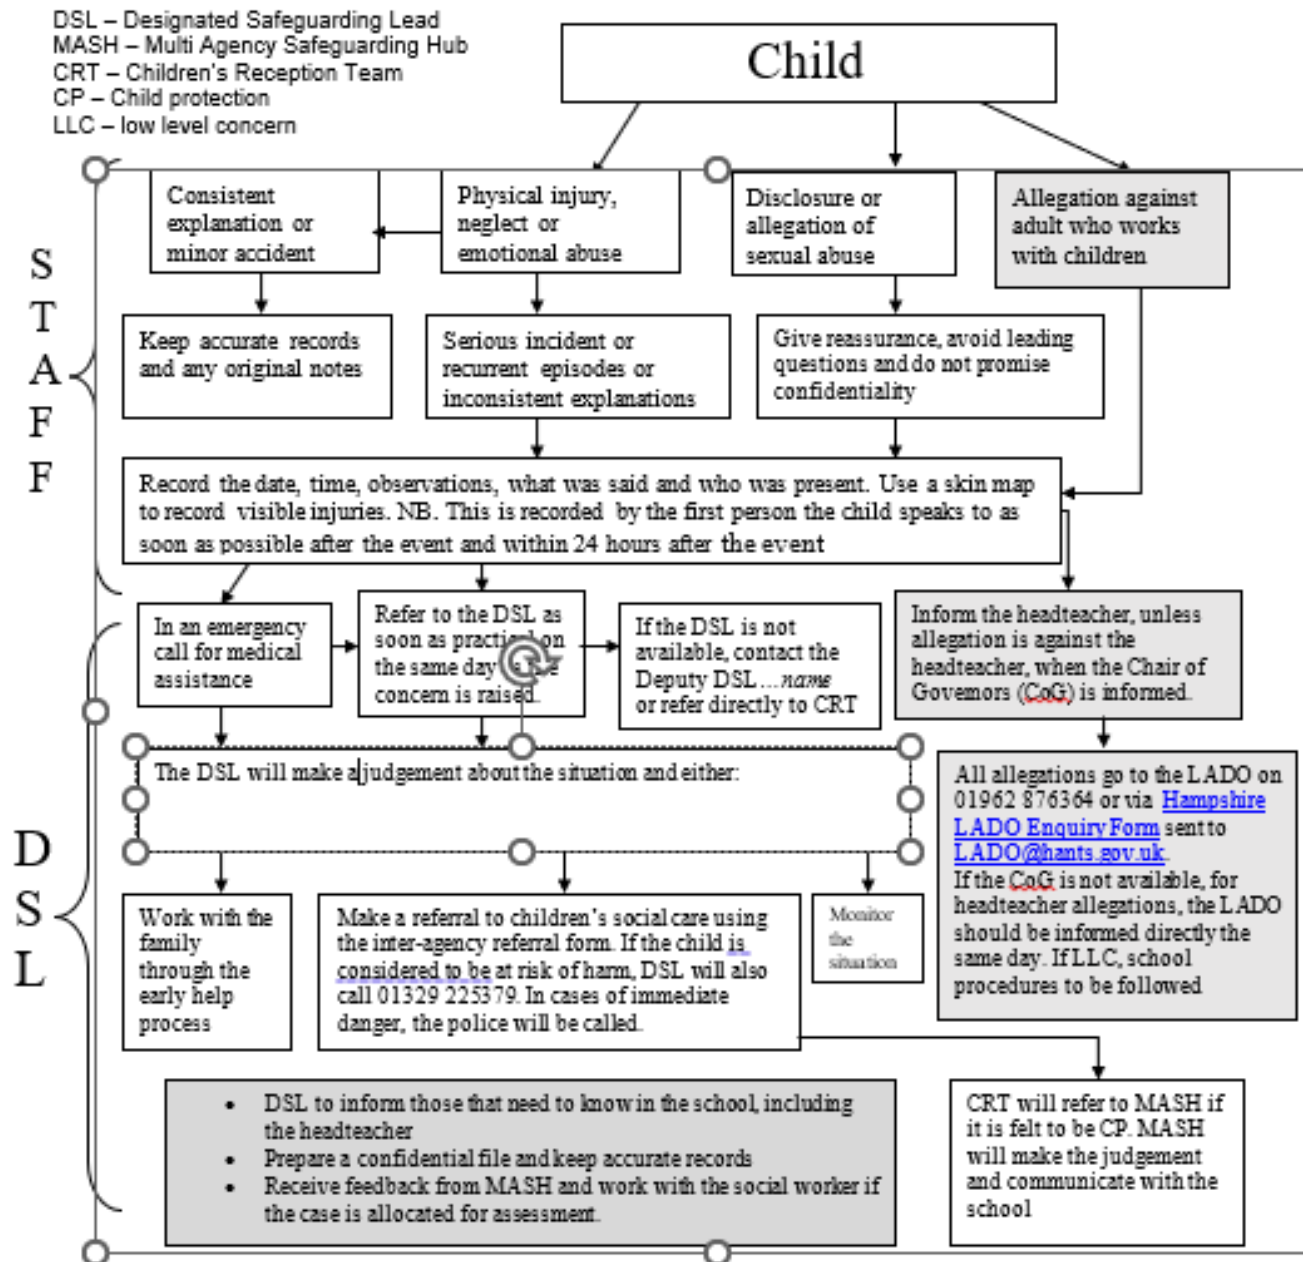 DSL – Designated Safeguarding Lead
MASH – Multi Agency Safeguarding Hub
CRT – Children's Reception Team
CP – Child protection
LLC – low level concern
Child
Consistent
explanation or
minor accident
Physical injury,
neglect or
emotional abuse
Disclosure or
allegation of
sexual abuse
Allegation against
adult who works
with children
S
T
A
F
F
Keep accurate records
and any original notes
Serious incident or
recurrent episodes or
inconsistent explanations
Give reassurance, avoid leading
questions and do not promise
confidentiality
Record the date, time, observations, what was said and who was present. Use a skin map
to record visible injuries. NB. This is recorded by the first person the child speaks to as
soon as possible after the event and within 24 hours after the event
In an emergency
call for medical
assistance
Refer to the DSL as
soon as practical on
the same day
concern is raised.
If the DSL is not
available, contact the
Deputy DSL ...name
or refer directly to CRT
Inform the headteacher, unless
allegation is against the
headteacher, when the Chair of
Governors (CoG) is informed.
D
S
L
The DSL will make a judgement about the situation and either:
All allegations go to the LADO on
01962 876364 or via Hampshire
LADO Enquiry Form sent to
LADO@hants.gov.uk.
If the CoG is not available, for
headteacher allegations, the LADO
should be informed directly the
same day. If LLC, school
procedures to be followed
Work with the
family
through the
early help
process
Make a referral to children's social care using
the inter-agency referral form. If the child is
considered to be at risk of harm, DSL will also
call 01329 225379. In cases of immediate
danger, the police will be called.
Monitor
the
situation
• DSL to inform those that need to know in the school, including
the headteacher
• Prepare a confidential file and keep accurate records
• Receive feedback from MASH and work with the social worker if
the case is allocated for assessment.
CRT will refer to MASH if
it is felt to be CP. MASH
will make the judgement
and communicate with the
school